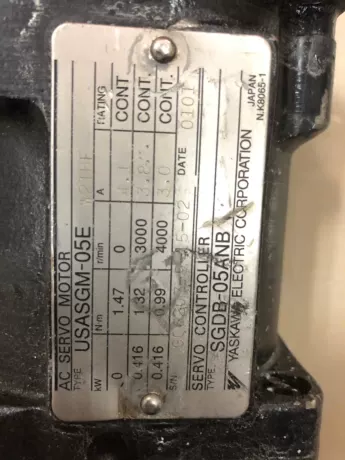 AC SERVO MOTOR
TYPE USASGM-05E
kW N·m r/min A RATING
0 1.47 0 CONT.
0.416 1.32 3000 CONT.
0.416 0.99 4000 3.0 CONT.
S/N DATE 0101
SERVO CONTROLLER
TYPE SGDB-05ANB
YASKAWA ELECTRIC CORPORATION
JAPAN
N.K8065-1